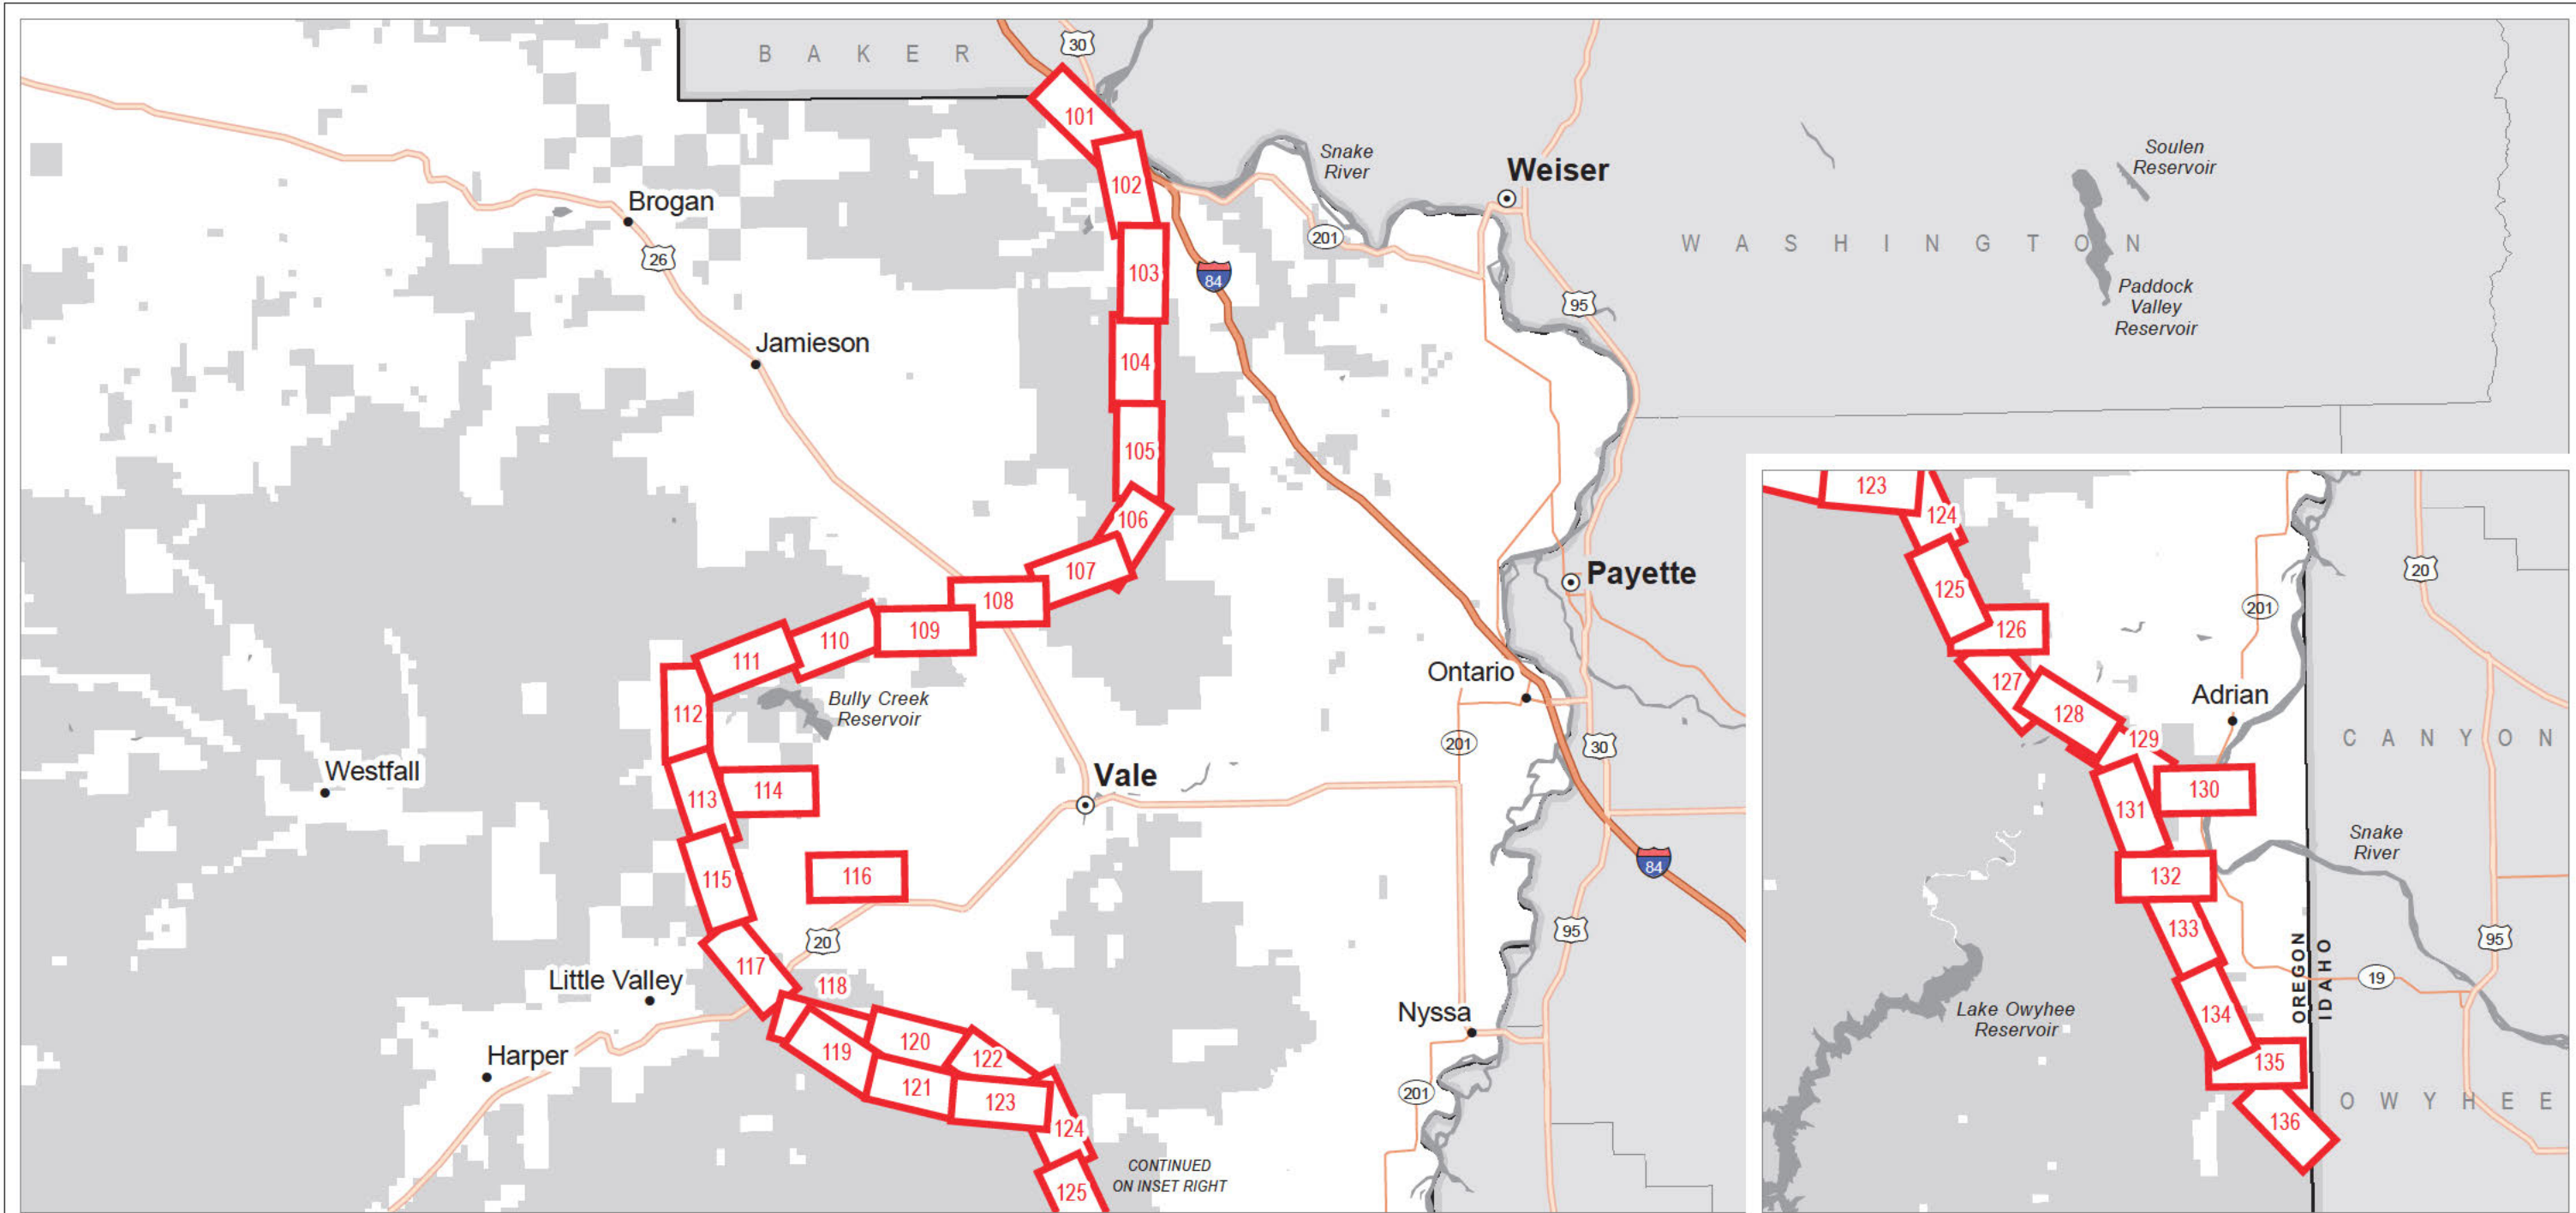 B A K E R
30
101
102
Snake
River
Weiser
Soulen
Reservoir
Brogan
26
201
84
103
W A S H I N G T O N
95
Paddock
Valley
Reservoir
Jamieson
104
105
106
107
108
109
110
111
Payette
Ontario
Bully Creek
Reservoir
112
201
30
Westfall
113
114
Vale
84
115
116
95
20
117
Little Valley
118
Harper
119
120
121
122
123
124
125
Nyssa
201
CONTINUED
ON INSET RIGHT
123
124
125
126
20
201
127
128
Adrian
129
C A N Y O N
130
131
Snake
River
132
133
95
OREGON
IDAHO
19
Lake Owyhee
Reservoir
134
135
O W Y H E E
136